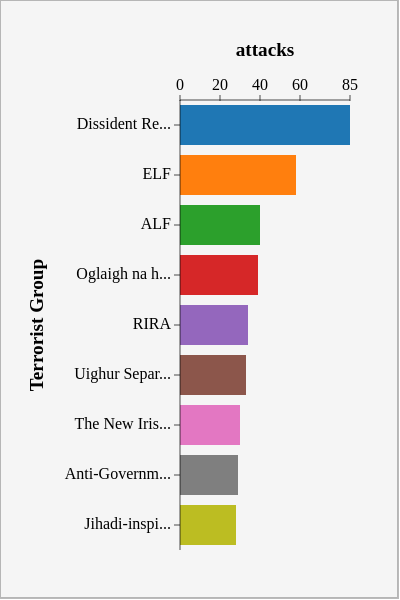 attacks
0 20 40 60 85
Dissident Re...
ELF
ALF
Oglaigh na h...
RIRA
Uighur Separ...
The New Iris...
Anti-Governm...
Jihadi-inspi...
Terrorist Group